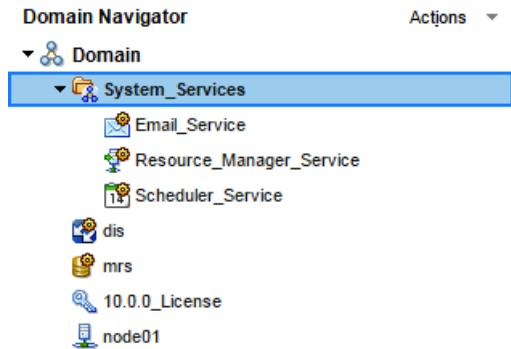 Domain Navigator Actions
Domain
System_Services
Email_Service
Resource_Manager_Service
Scheduler_Service
dis
mrs
10.0.0_License
node01